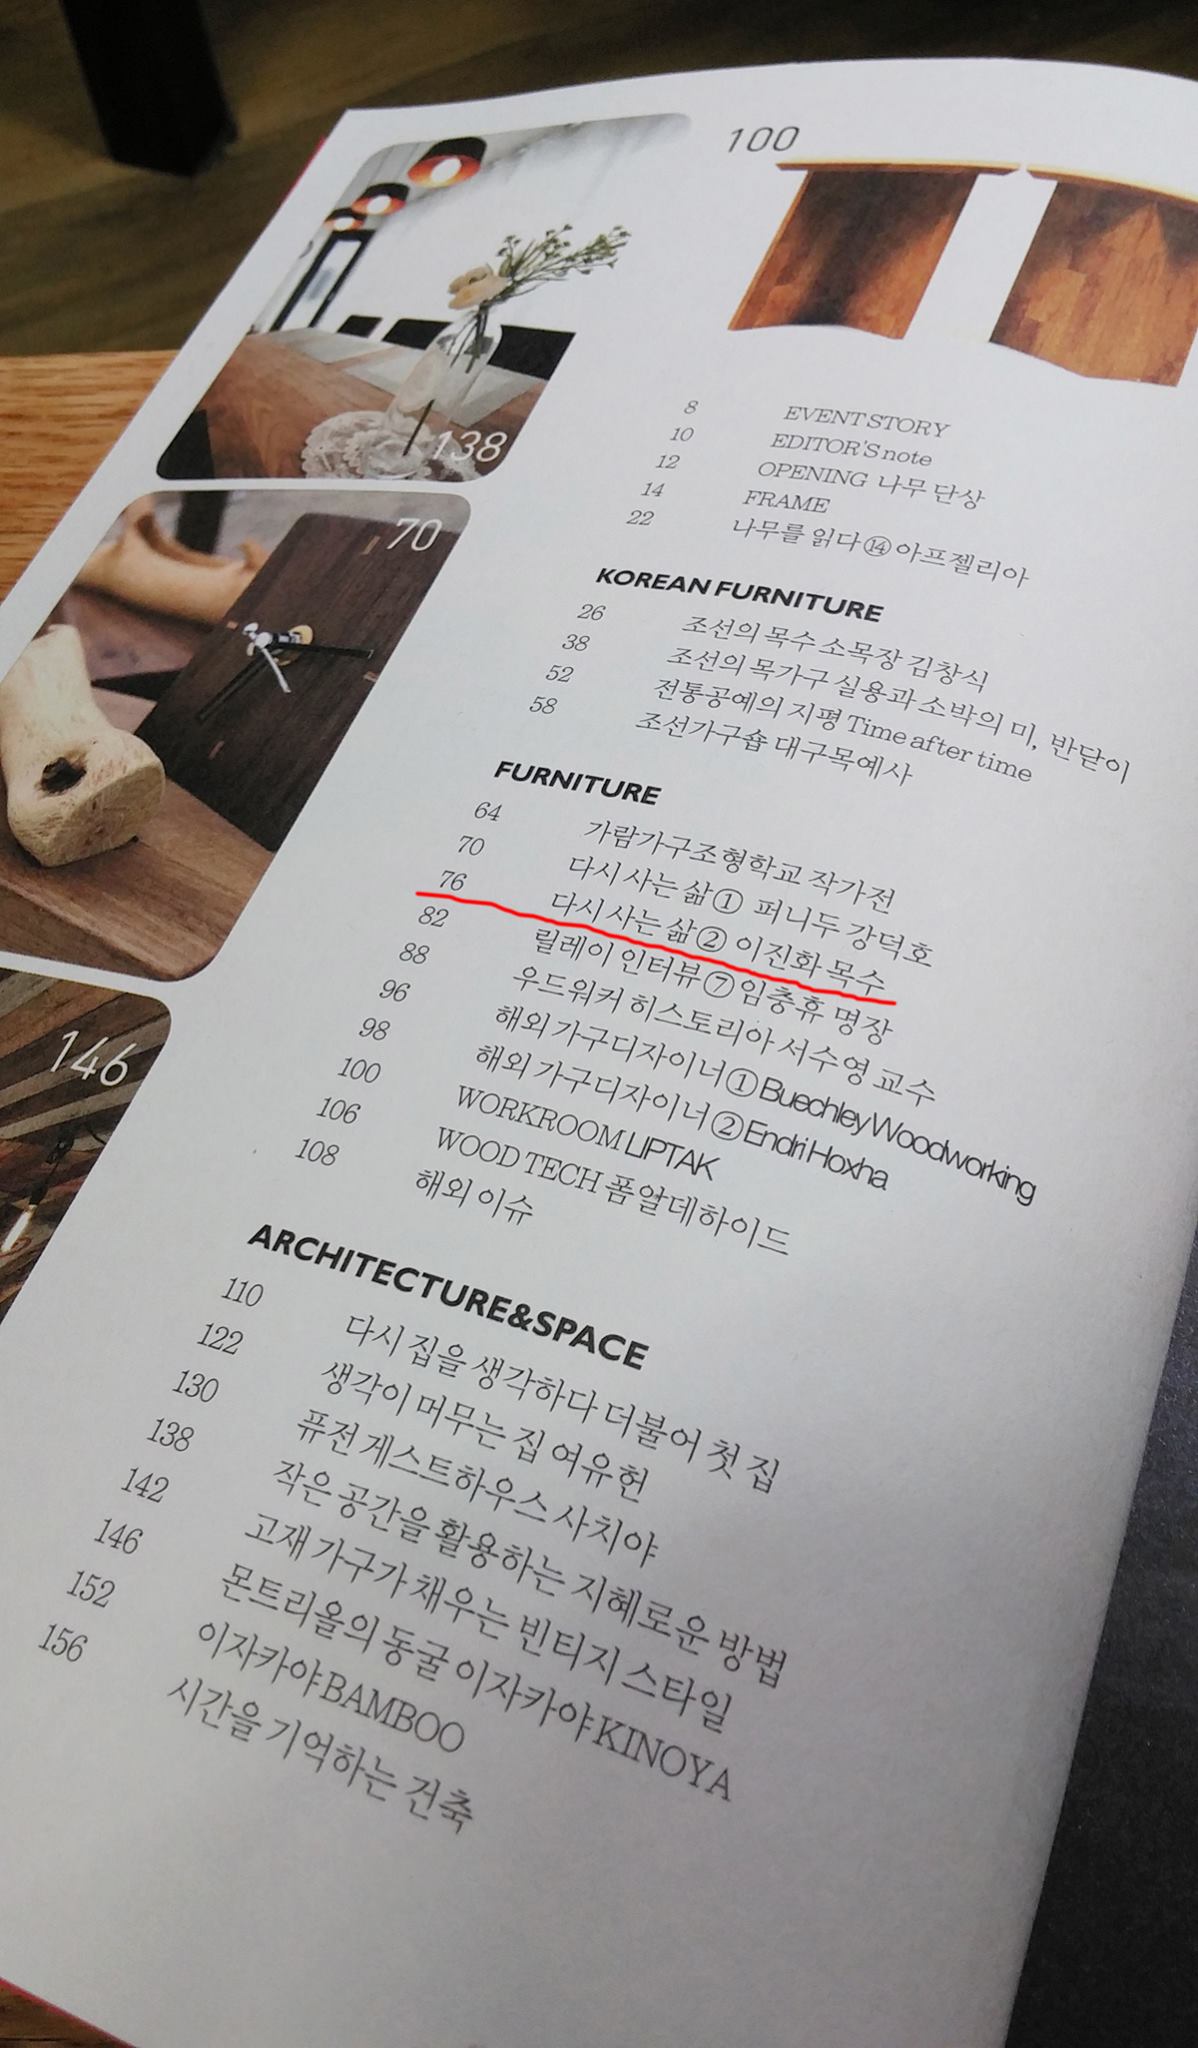 100
138
70
146
8 EVENT STORY
10 EDITOR'S note
12 OPENING 나무 단상
14 FRAME
22 나무를 읽다 ⑭ 아프젤리아
KOREAN FURNITURE
26 조선의 목수 소목장 김창식
38 조선의 목가구 실용과 소박의 미, 반닫이
52 전통공예의 지평 Time after time
58 조선가구숍 대구목예사
FURNITURE
64 가람가구조형학교 작가전
70 다시 사는 삶① 퍼니두 강덕호
76 다시 사는 삶② 이진화 목수
82 릴레이 인터뷰⑦ 임충휴 명장
88 우드워커 히스토리아 서수영 교수
96 해외 가구디자이너① Buechley Woodworking
98 해외 가구디자이너② Endri Hoxha
100 WORKROOM LIPTAK
106 WOOD TECH 폼알데하이드
108 해외 이슈
ARCHITECTURE&SPACE
110 다시 집을 생각하다 더불어 첫 집
122 생각이 머무는 집 여유헌
130 퓨전 게스트하우스 사치야
138 작은 공간을 활용하는 지혜로운 방법
142 고재 가구가 채우는 빈티지 스타일
146 몬트리올의 동굴 이자카야 KINOYA
152 이자카야 BAMBOO
156 시간을 기억하는 건축